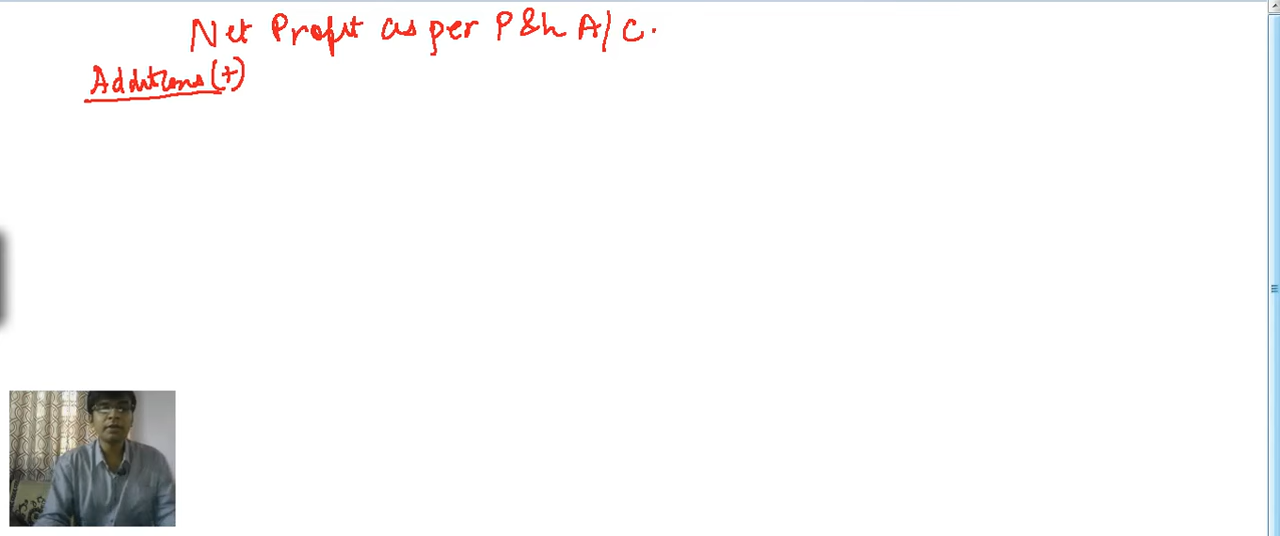 Net Profit as per P&L A/C.
Additions (+)